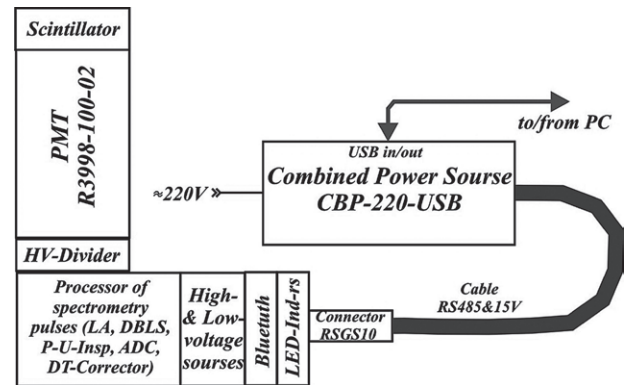 Scintillator
PMT
R3998-100-02
HV-Divider
Processor of
spectrometry
pulses (LA, DBLS,
P-U-Insp, ADC,
DT-Corrector)
High-
& Low-
voltage
sourses
Bluetuth
LED-Ind-rs
Connector
RSGS10
Cable
RS485&15V
≈220V
USB in/out
Combined Power Sourse
CBP-220-USB
to/from PC